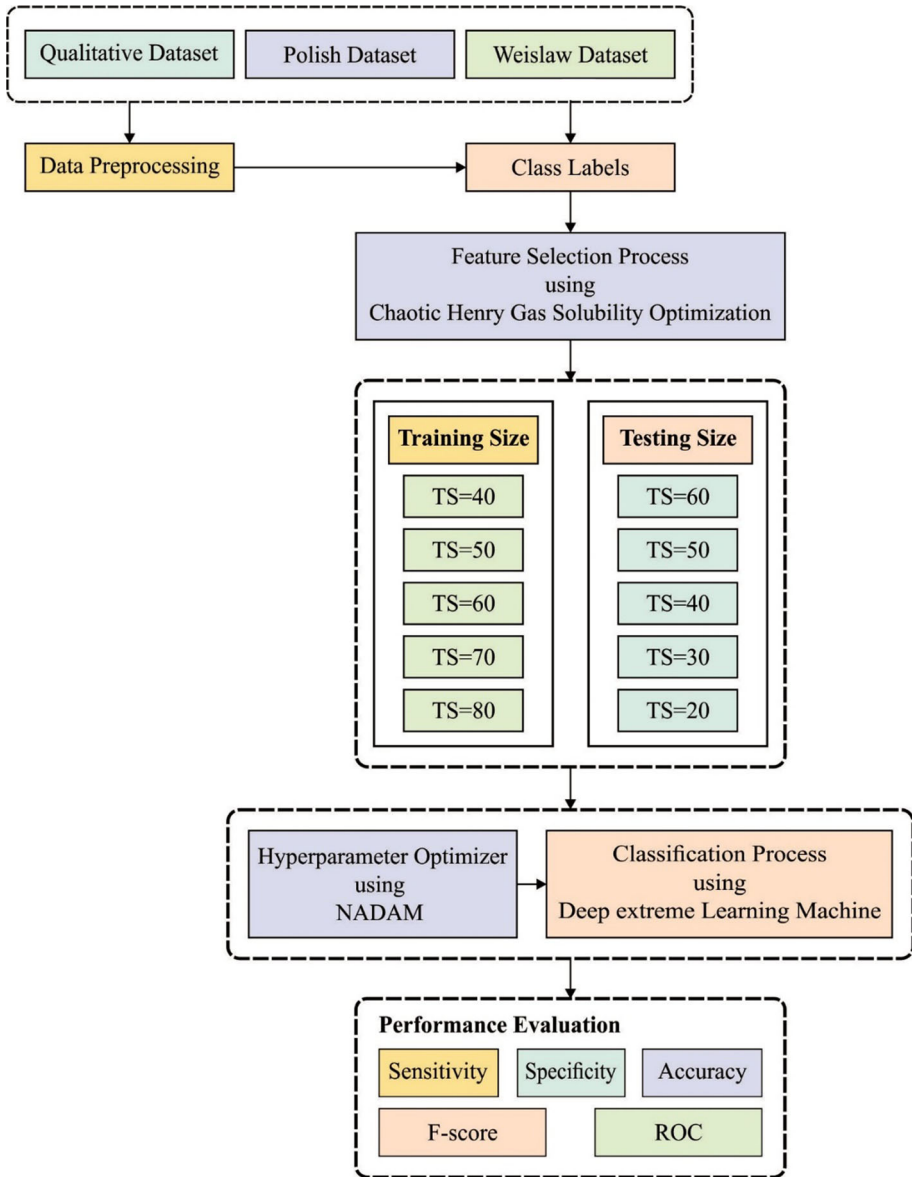 Qualitative Dataset
Polish Dataset
Weislaw Dataset
Data Preprocessing
Class Labels
Feature Selection Process
using
Chaotic Henry Gas Solubility Optimization
Training Size
TS=40
TS=50
TS=60
TS=70
TS=80
Testing Size
TS=60
TS=50
TS=40
TS=30
TS=20
Hyperparameter Optimizer
using
NADAM
Classification Process
using
Deep extreme Learning Machine
Performance Evaluation
Sensitivity
Specificity
Accuracy
F-score
ROC